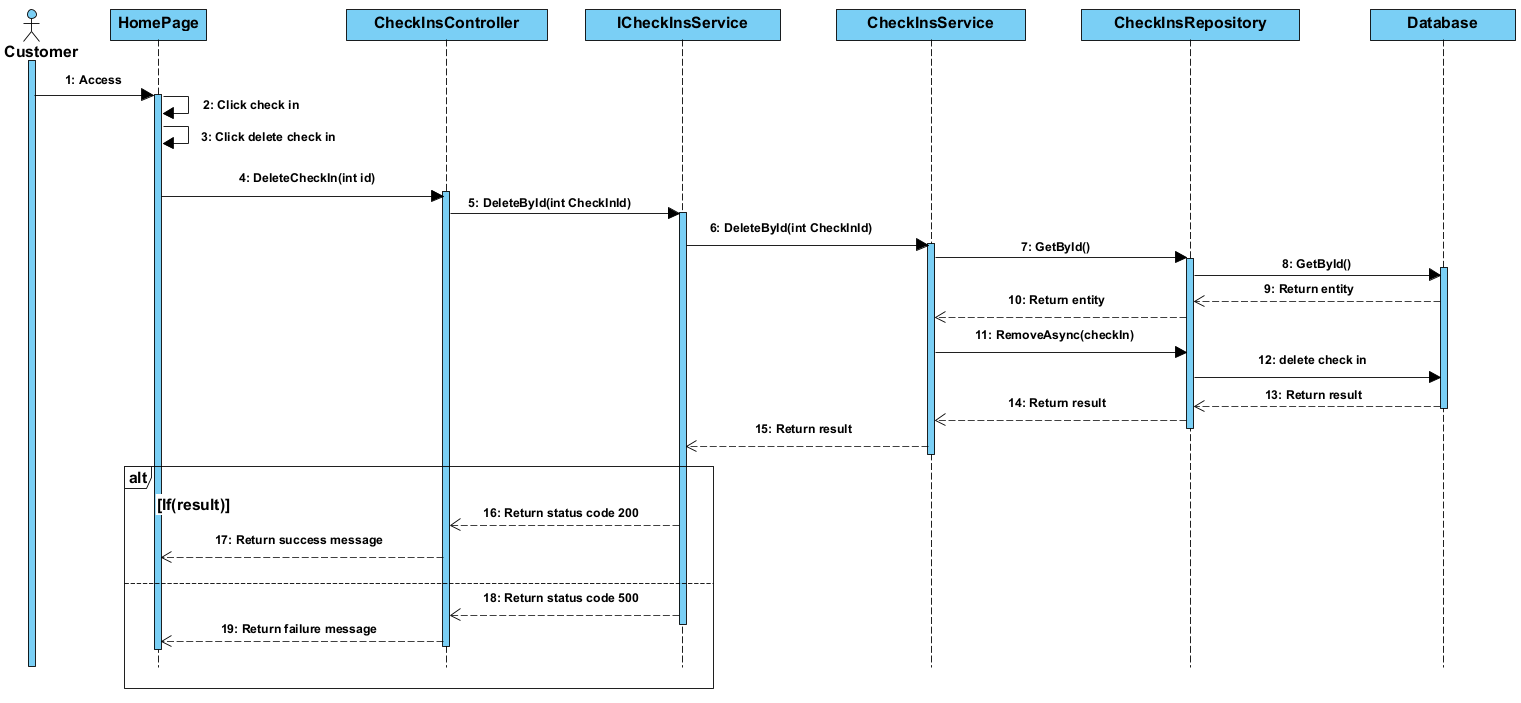 HomePage
CheckInsController
ICheckInsService
CheckInsService
CheckInsRepository
Database
Customer
1: Access
2: Click check in
3: Click delete check in
4: DeleteCheckIn(int id)
5: DeleteById(int CheckInId)
6: DeleteById(int CheckInId)
7: GetById()
8: GetById()
9: Return entity
10: Return entity
11: RemoveAsync(checkIn)
12: delete check in
13: Return result
14: Return result
15: Return result
alt
[If(result)]
16: Return status code 200
17: Return success message
18: Return status code 500
19: Return failure message